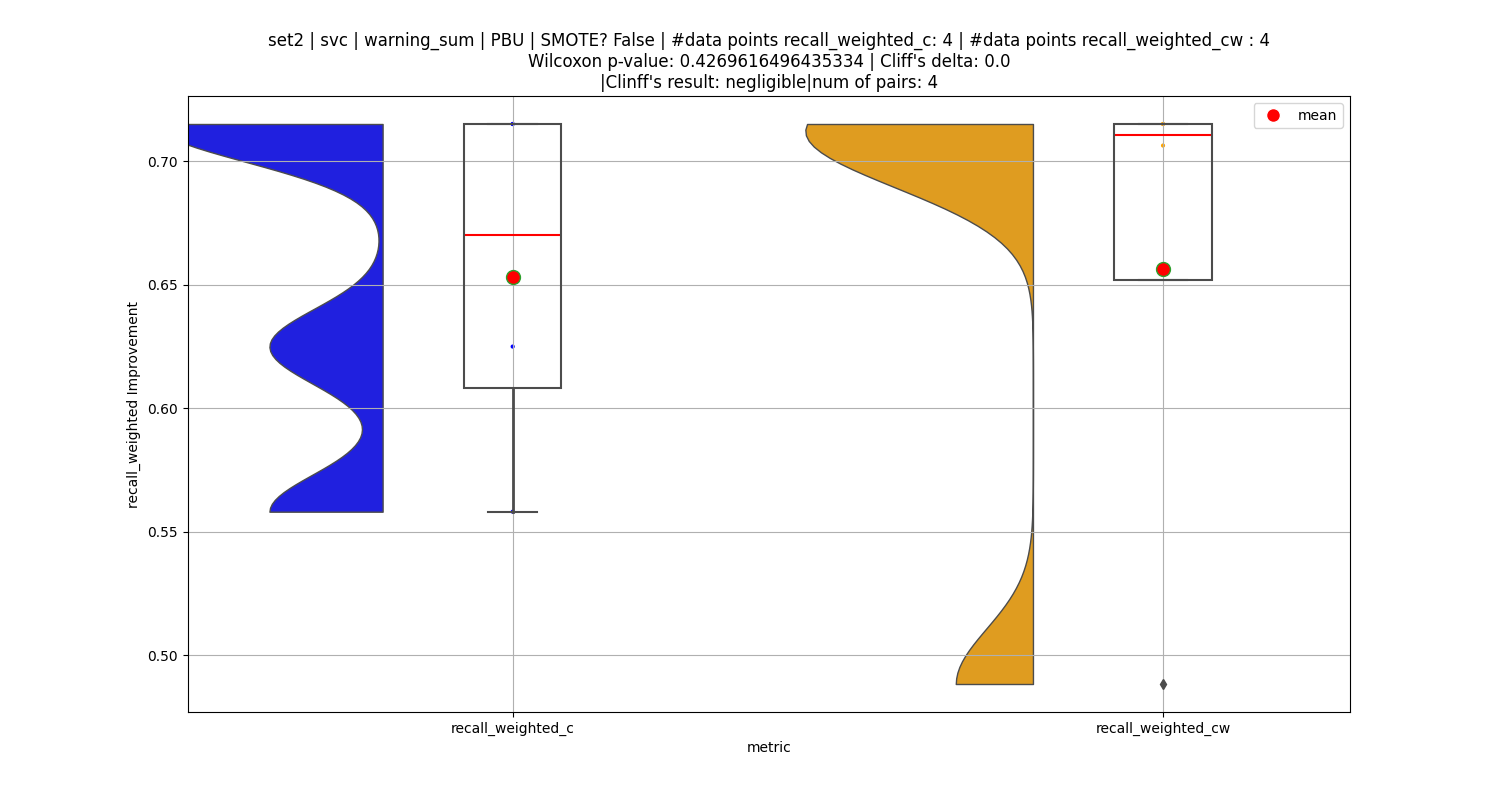 set2 | svc | warning_sum | PBU | SMOTE? False | #data points recall_weighted_c: 4 | #data points recall_weighted_cw : 4
Wilcoxon p-value: 0.4269616496435334 | Cliff's delta: 0.0
|Clinff's result: negligible|num of pairs: 4
mean
0.70
0.65
0.60
0.55
0.50
recall_weighted Improvement
recall_weighted_c
recall_weighted_cw
metric